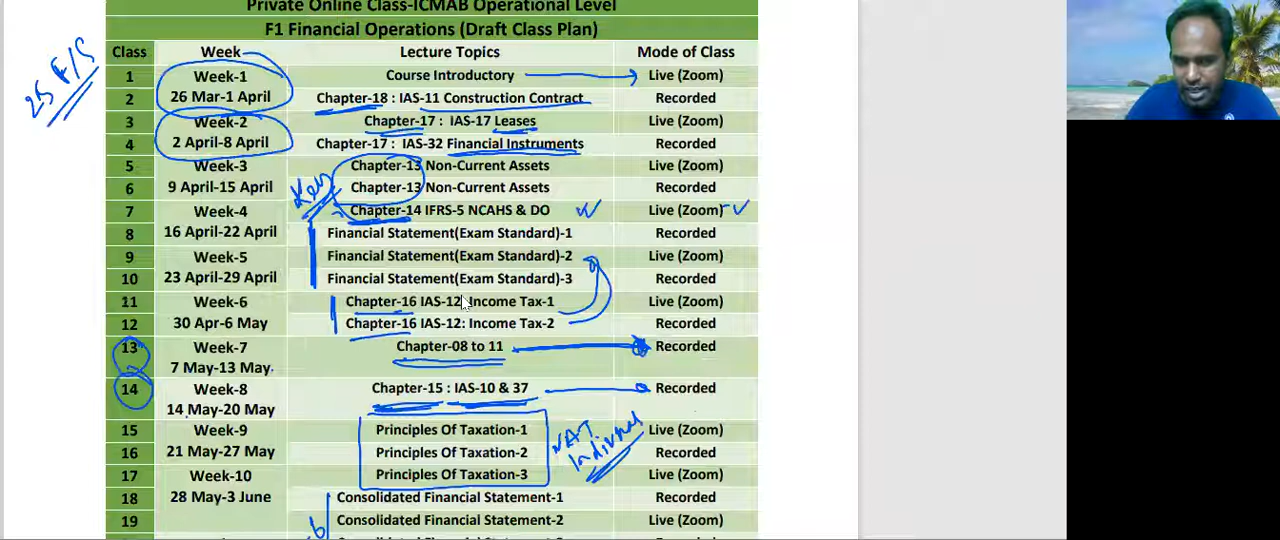 Private Online Class-ICMAB Operational Level
F1 Financial Operations (Draft Class Plan)
Class Week Lecture Topics Mode of Class
1 Week-1 Course Introductory Live (Zoom)
2 26 Mar-1 April Chapter-18 : IAS-11 Construction Contract Recorded
3 Week-2 Chapter-17 : IAS-17 Leases Live (Zoom)
4 2 April-8 April Chapter-17 : IAS-32 Financial Instruments Recorded
5 Week-3 Chapter-13 Non-Current Assets Live (Zoom)
6 9 April-15 April Chapter-13 Non-Current Assets Recorded
7 Week-4 Chapter-14 IFRS-5 NCAHS & DO Live (Zoom)
8 16 April-22 April Financial Statement(Exam Standard)-1 Recorded
9 Week-5 Financial Statement(Exam Standard)-2 Live (Zoom)
10 23 April-29 April Financial Statement(Exam Standard)-3 Recorded
11 Week-6 Chapter-16 IAS-12: Income Tax-1 Live (Zoom)
12 30 Apr-6 May Chapter-16 IAS-12: Income Tax-2 Recorded
13 Week-7 Chapter-08 to 11 Recorded
7 May-13 May
14 Week-8 Chapter-15 : IAS-10 & 37 Recorded
14 May-20 May
15 Week-9 Principles Of Taxation-1 Live (Zoom)
16 21 May-27 May Principles Of Taxation-2 Recorded
17 Week-10 Principles Of Taxation-3 Live (Zoom)
18 28 May-3 June Consolidated Financial Statement-1 Recorded
19 Consolidated Financial Statement-2 Live (Zoom)
25 F/S
Key
VAT